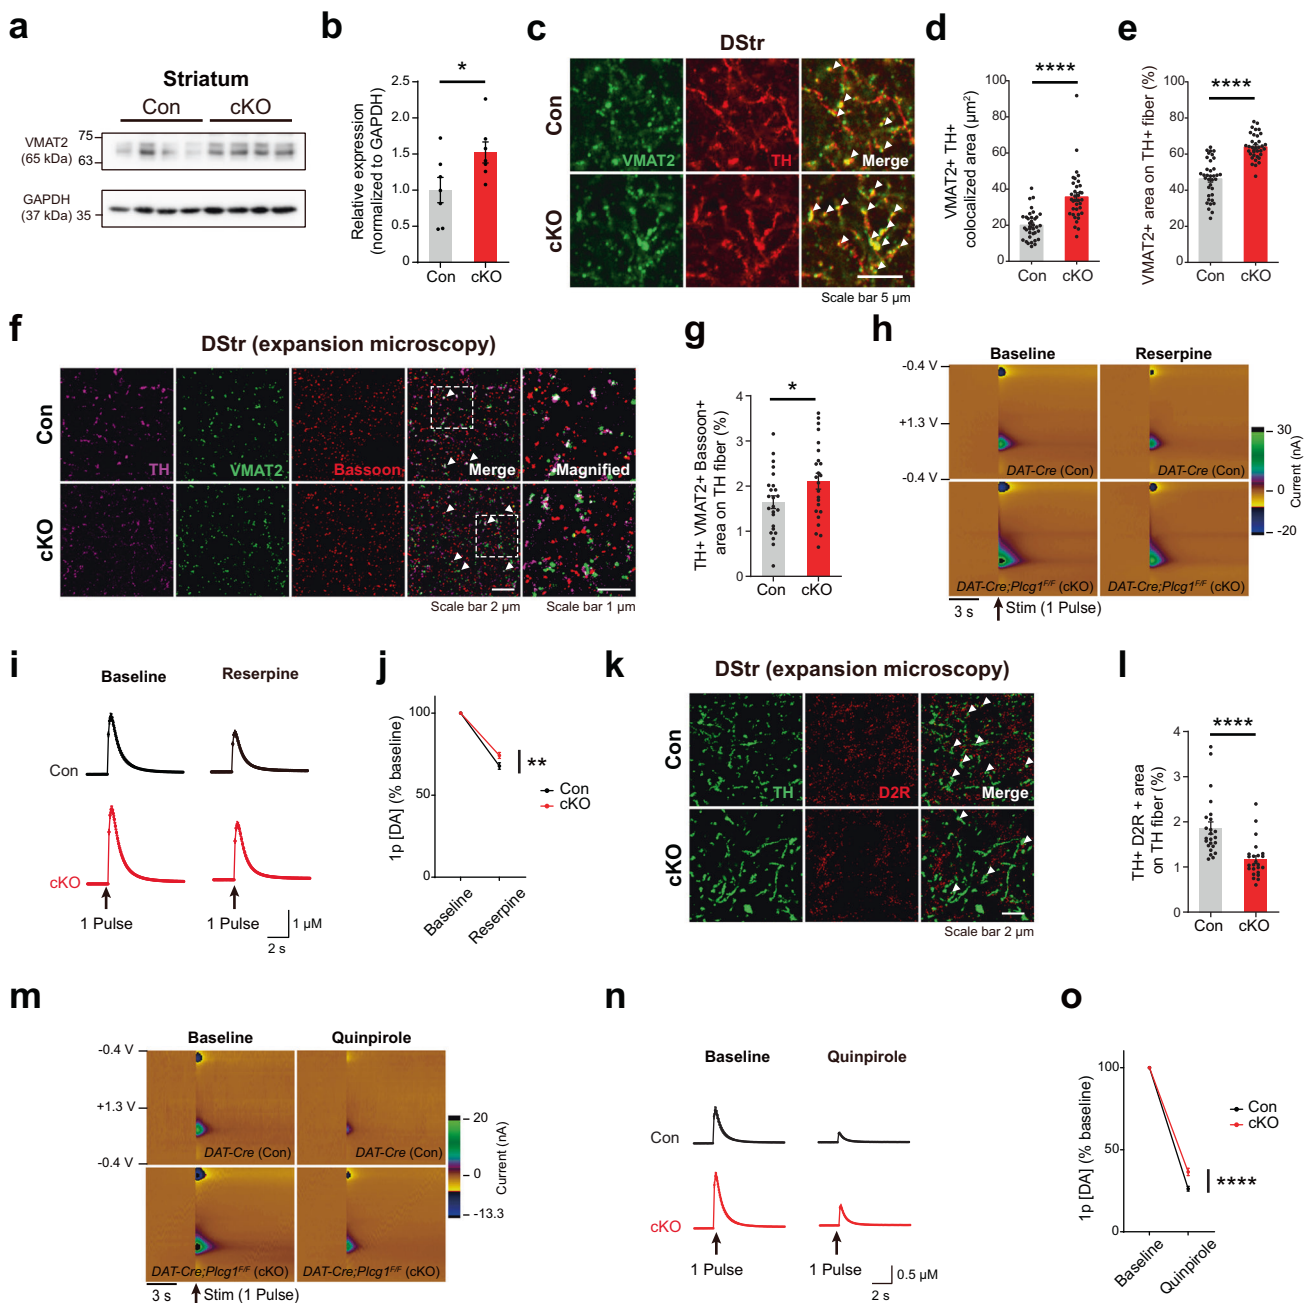 a
Striatum
Con cKO
VMAT2
(65 kDa)
75
63
GAPDH
(37 kDa)
35
b
*
Relative expression
(normalized to GAPDH)
2.5
2.0
1.5
1.0
0.5
0
Con cKO
c
DStr
Con
cKO
VMAT2 TH Merge
Scale bar 5 µm
d
****
VMAT2+ TH+
colocalized area (µm²)
100
80
60
40
20
0
Con cKO
e
****
VMAT2+ area on TH+ fiber (%)
100
80
60
40
20
0
Con cKO
f
DStr (expansion microscopy)
Con
cKO
TH VMAT2 Bassoon Merge Magnified
Scale bar 2 µm Scale bar 1 µm
g
*
TH+ VMAT2+ Bassoon+
area on TH fiber (%)
4
3
2
1
0
Con cKO
h
Baseline Reserpine
-0.4 V
+1.3 V
-0.4 V
DAT-Cre (Con) DAT-Cre (Con)
DAT-Cre;Plcg1F/F (cKO) DAT-Cre;Plcg1F/F (cKO)
30
0
-20
Current (nA)
3 s
Stim (1 Pulse)
i
Baseline Reserpine
Con
cKO
1 Pulse 1 Pulse
1 µM
2 s
j
1p [DA] (% baseline)
100
50
0
**
Con
cKO
Baseline
Reserpine
k
DStr (expansion microscopy)
Con
cKO
TH D2R Merge
Scale bar 2 µm
l
****
TH+ D2R + area
on TH fiber (%)
4
3
2
1
0
Con cKO
m
Baseline Quinpirole
-0.4 V
+1.3 V
-0.4 V
DAT-Cre (Con) DAT-Cre (Con)
DAT-Cre;Plcg1F/F (cKO) DAT-Cre;Plcg1F/F (cKO)
20
0
-13.3
Current (nA)
3 s
Stim (1 Pulse)
n
Baseline Quinpirole
Con
cKO
1 Pulse 1 Pulse
0.5 µM
2 s
o
1p [DA] (% baseline)
100
50
0
Con
cKO
****
Baseline
Quinpirole